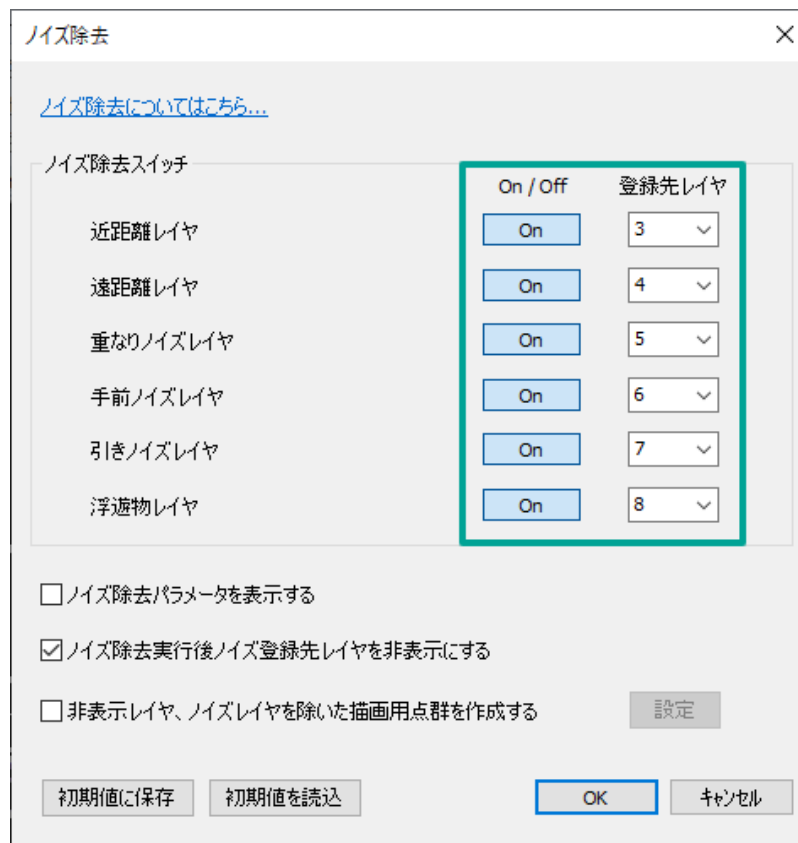 ノイズ除去
ノイズ除去についてはこちら...
ノイズ除去スイッチ
On / Off 登録先レイヤ
近距離レイヤ On 3
遠距離レイヤ On 4
重なりノイズレイヤ On 5
手前ノイズレイヤ On 6
引きノイズレイヤ On 7
浮遊物レイヤ On 8
ノイズ除去パラメータを表示する
ノイズ除去実行後ノイズ登録先レイヤを非表示にする
非表示レイヤ、ノイズレイヤを除いた描画用点群を作成する 設定
初期値に保存 初期値を読込 OK キャンセル